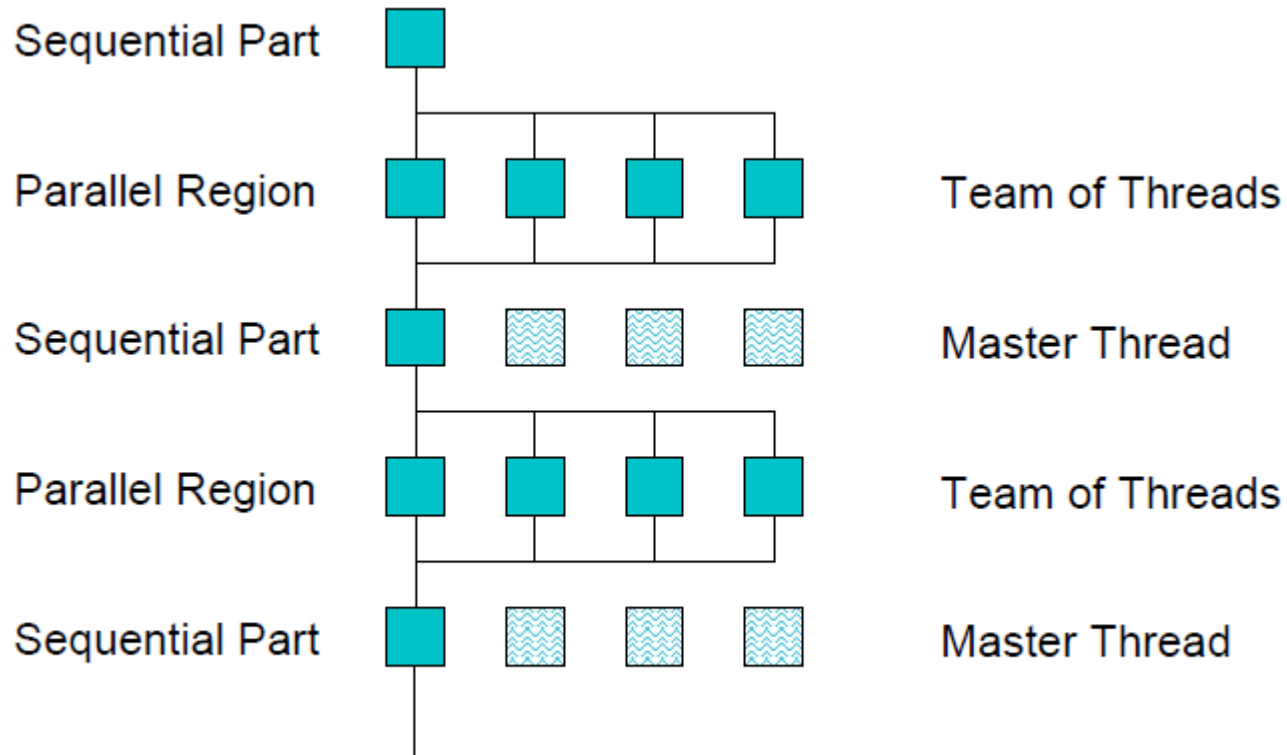 Sequential Part
Parallel Region Team of Threads
Sequential Part Master Thread
Parallel Region Team of Threads
Sequential Part Master Thread